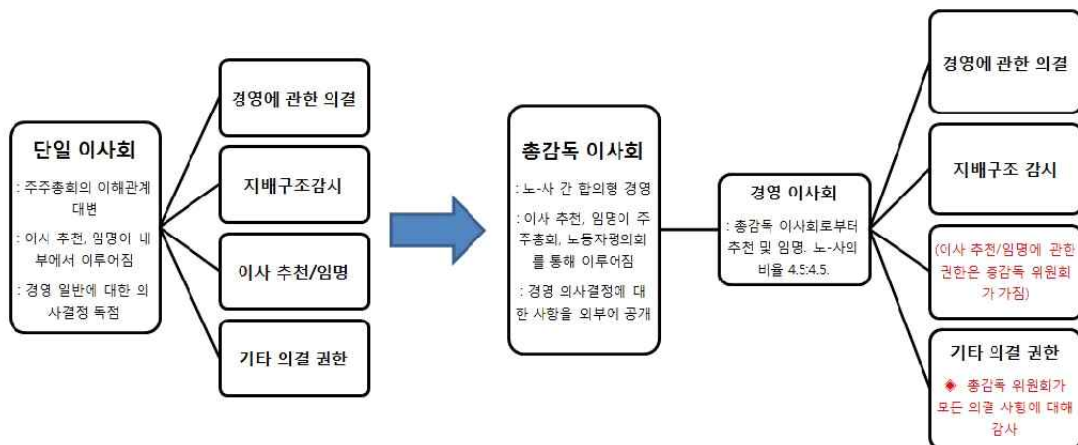 단일 이사회
: 주주총회의 이해관계
대변
: 이사 추천, 임명이 내
부에서 이루어짐
: 경영 일반에 대한 의
사결정 독점
경영에 관한 의결
지배구조감시
이사 추천/임명
기타 의결 권한
총감독 이사회
: 노-사 간 합의형 경영
: 이사 추천, 임명이 주
주총회, 노동자평의회
를 통해 이루어짐
: 경영 의사결정에 대
한 사항을 외부에 공개
경영 이사회
: 총감독 이사회로부터
추천 및 임명. 노-사의
비율 4.5:4.5.
경영에 관한 의결
지배구조 감시
(이사 추천/임명에 관한
권한은 총감독 위원회
가 가짐)
기타 의결 권한
◈ 총감독 위원회가
모든 의결 사항에 대해
감사